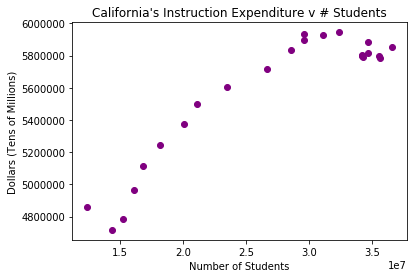 California's Instruction Expenditure v # Students
Dollars (Tens of Millions)
6000000
5800000
5600000
5400000
5200000
5000000
4800000
1.5 2.0 2.5 3.0 3.5
1e7
Number of Students